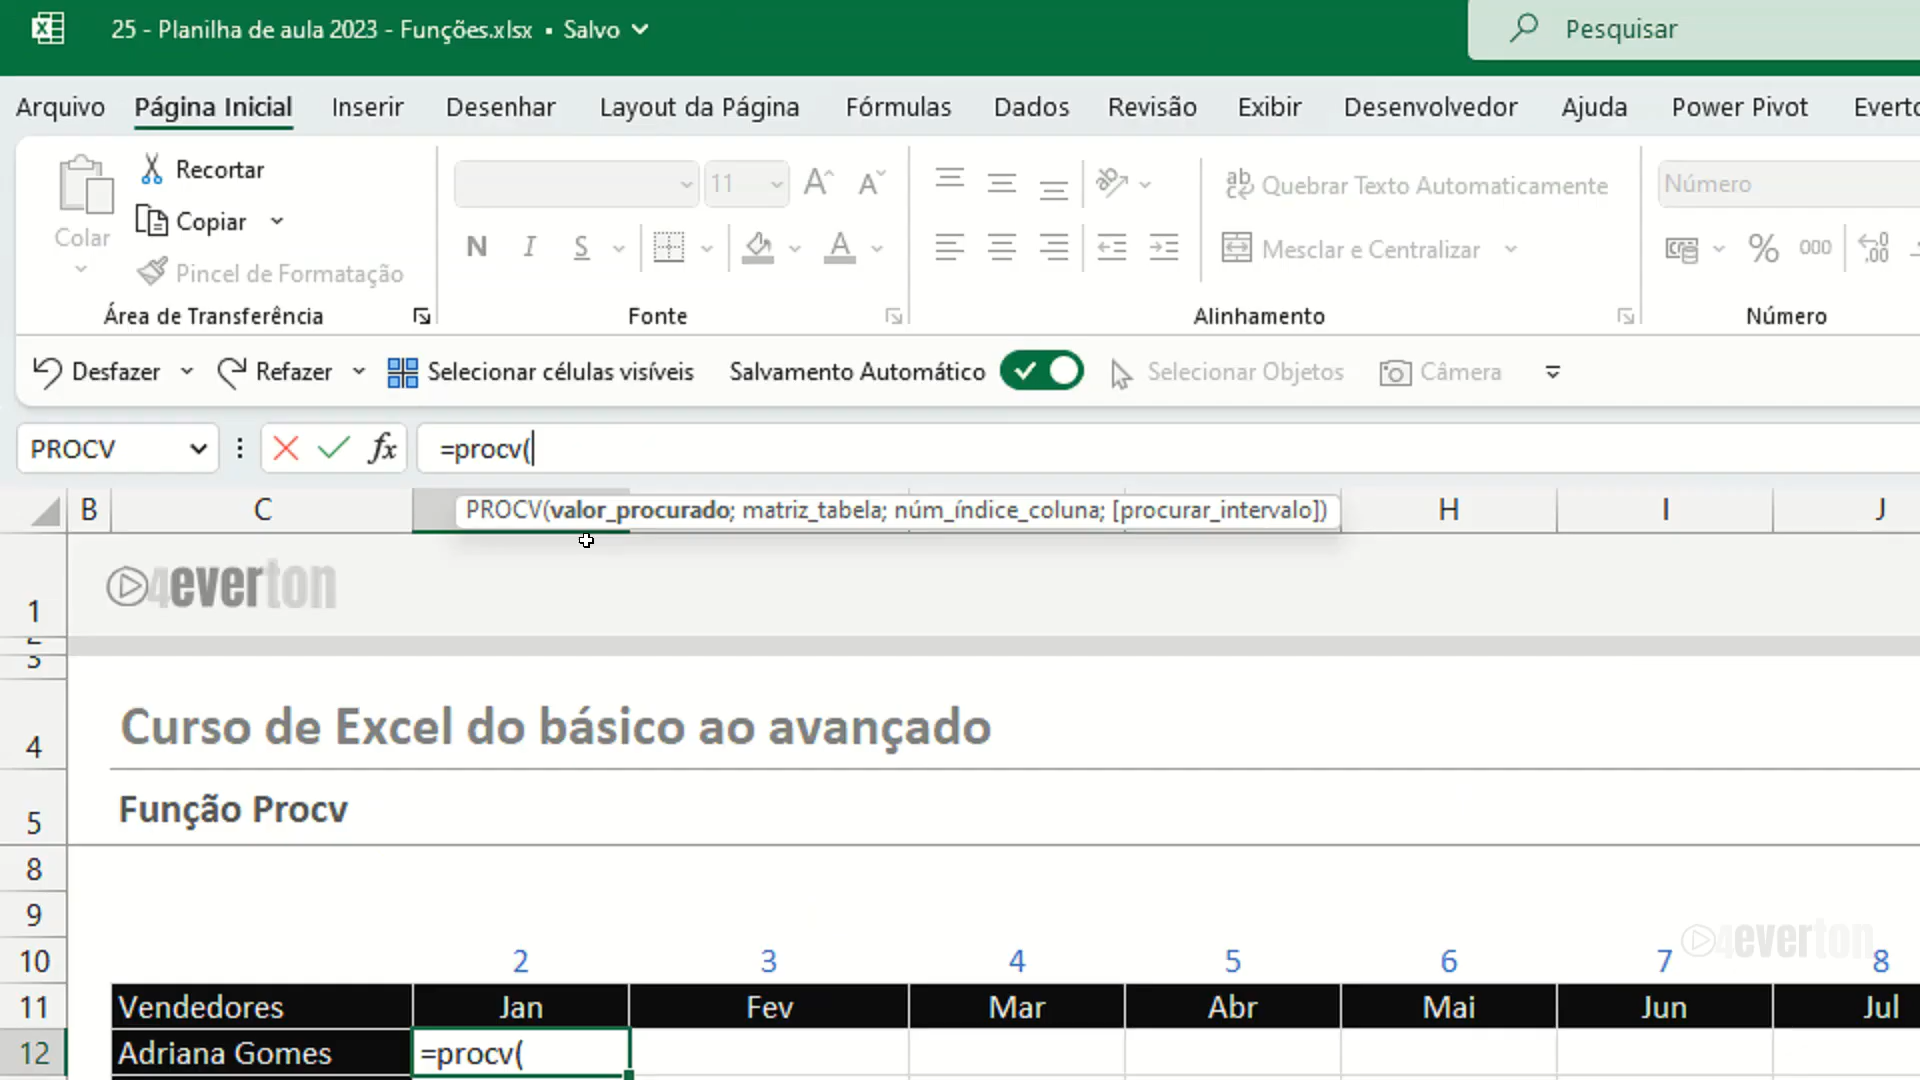 25 - Planilha de aula 2023 - Funções.xlsx • Salvo
Pesquisar
Arquivo Página Inicial Inserir Desenhar Layout da Página Fórmulas Dados Revisão Exibir Desenvolvedor Ajuda Power Pivot
Colar
Recortar
Copiar
Pincel de Formatação
Área de Transferência
11
N I S
Fonte
Quebrar Texto Automaticamente
Mesclar e Centralizar
Alinhamento
Número
% 000
Número
Desfazer Refazer Selecionar células visíveis Salvamento Automático Selecionar Objetos Câmera
PROCV fx =procv(
PROCV(valor_procurado; matriz_tabela; núm_índice_coluna; [procurar_intervalo])
B C H I J
1 4everton
3
4 Curso de Excel do básico ao avançado
5 Função Procv
8
9
4everton
10 2 3 4 5 6 7 8
11 Vendedores Jan Fev Mar Abr Mai Jun Jul
12 Adriana Gomes =procv(